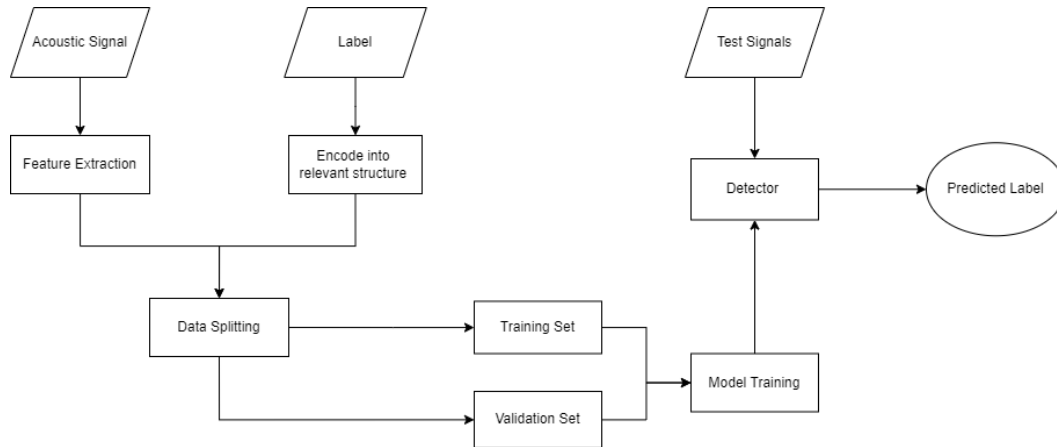 Acoustic Signal
Label
Test Signals
Feature Extraction
Encode into
relevant structure
Detector
Predicted Label
Data Splitting
Training Set
Model Training
Validation Set